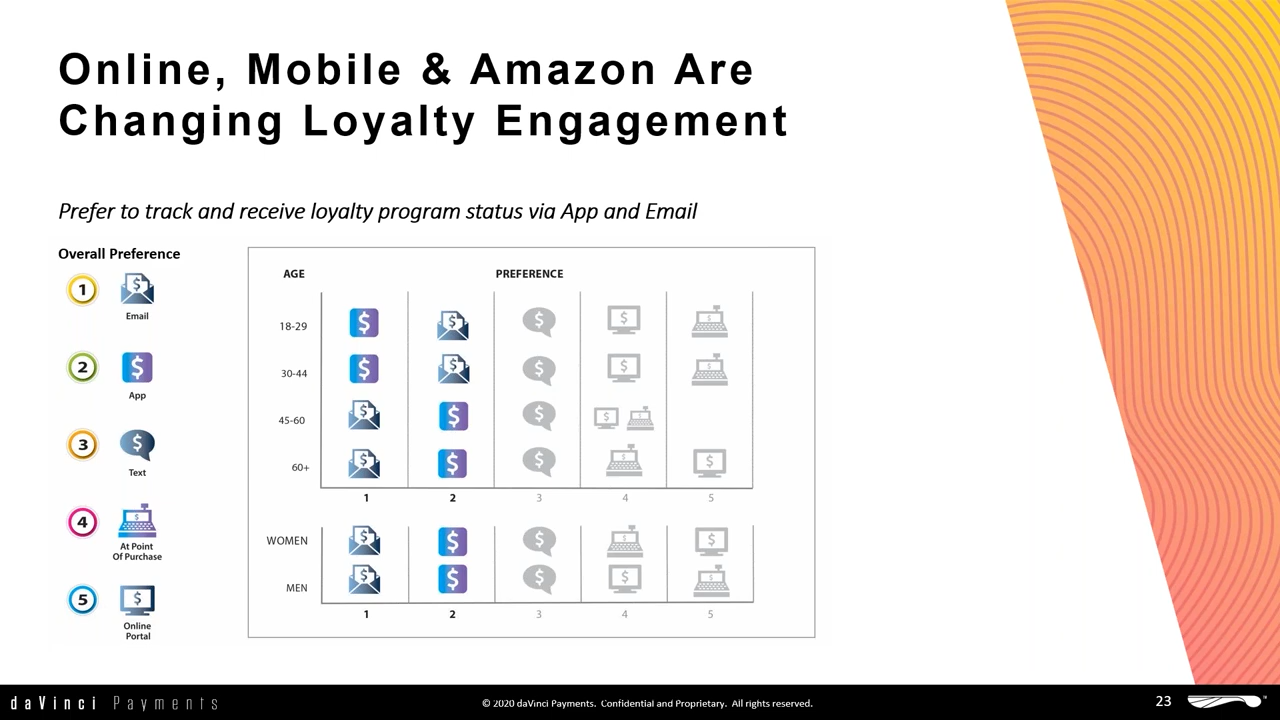 Online, Mobile & Amazon Are
Changing Loyalty Engagement
Prefer to track and receive loyalty program status via App and Email
Overall Preference
1
Email
2
App
3
Text
4
At Point
Of Purchase
5
Online
Portal
AGE PREFERENCE
18-29
30-44
45-60
60+
1 2 3 4 5
WOMEN
MEN
1 2 3 4 5
daVinci Payments
© 2020 daVinci Payments. Confidential and Proprietary. All rights reserved.
23